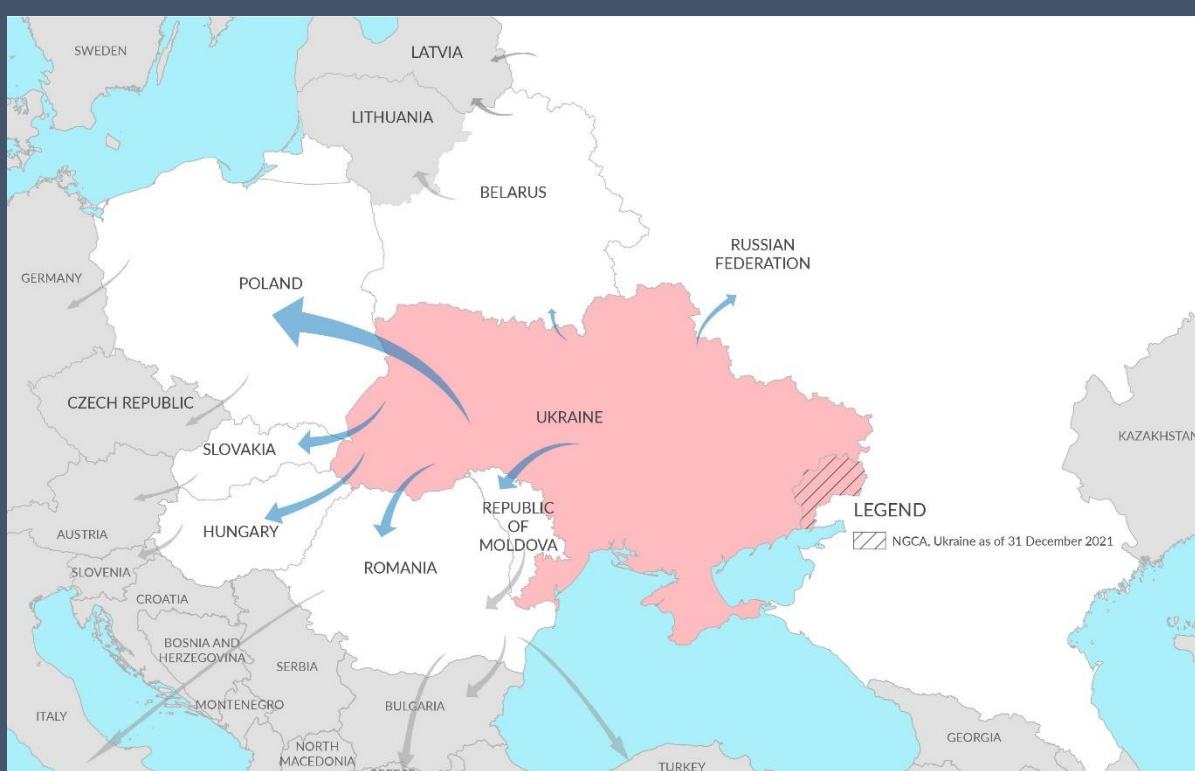 SWEDEN
LATVIA
LITHUANIA
BELARUS
RUSSIAN
FEDERATION
GERMANY
POLAND
CZECH REPUBLIC
UKRAINE
KAZAKHSTAN
SLOVAKIA
REPUBLIC
OF
MOLDOVA
LEGEND
NGCA, Ukraine as of 31 December 2021
AUSTRIA
HUNGARY
ROMANIA
SLOVENIA
CROATIA
BOSNIA AND
HERZEGOVINA
SERBIA
MONTENEGRO
BULGARIA
ITALY
NORTH
MACEDONIA
GEORGIA
TURKEY